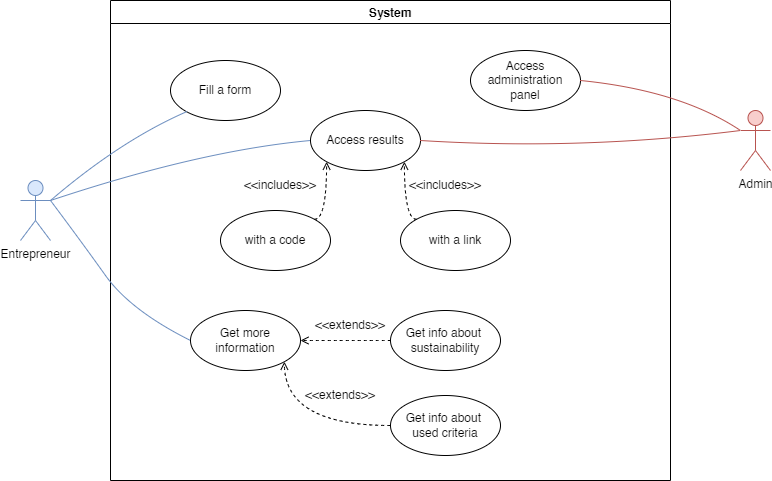 System
Fill a form
Access
administration
panel
Access results
Admin
<<includes>>
<<includes>>
with a code
with a link
Entrepreneur
Get more
information
<<extends>>
Get info about
sustainability
<<extends>>
Get info about
used criteria